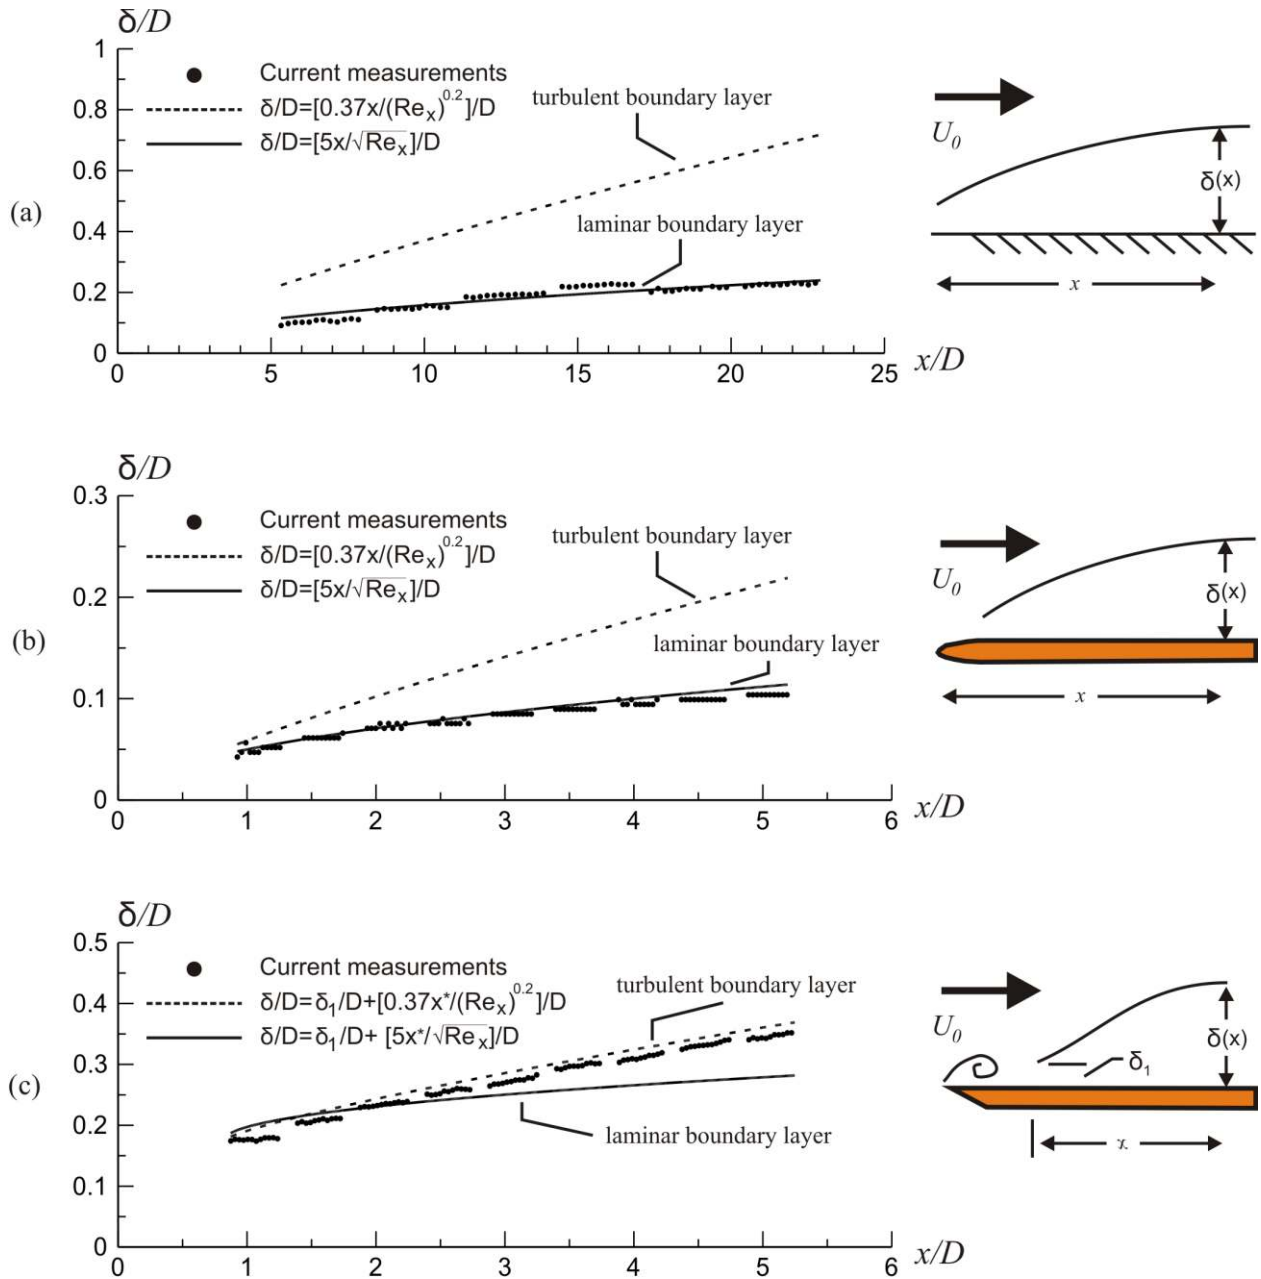 δ/D
1
Current measurements
δ/D=[0.37x/(Reₓ)^0.2]/D
δ/D=[5x/√Reₓ]/D
turbulent boundary layer
laminar boundary layer
0.8
0.6
0.4
0.2
0
(a)
0 5 10 15 20 25
x/D
U₀
δ(x)
x
δ/D
0.3
Current measurements
δ/D=[0.37x/(Reₓ)^0.2]/D
δ/D=[5x/√Reₓ]/D
turbulent boundary layer
laminar boundary layer
0.2
0.1
0
(b)
0 1 2 3 4 5 6
x/D
U₀
δ(x)
x
δ/D
0.5
Current measurements
δ/D=δ₁/D+[0.37x*/(Reₓ)^0.2]/D
δ/D=δ₁/D+ [5x*/√Reₓ]/D
turbulent boundary layer
laminar boundary layer
0.4
0.3
0.2
0.1
0
(c)
0 1 2 3 4 5 6
x/D
U₀
δ(x)
δ₁
x